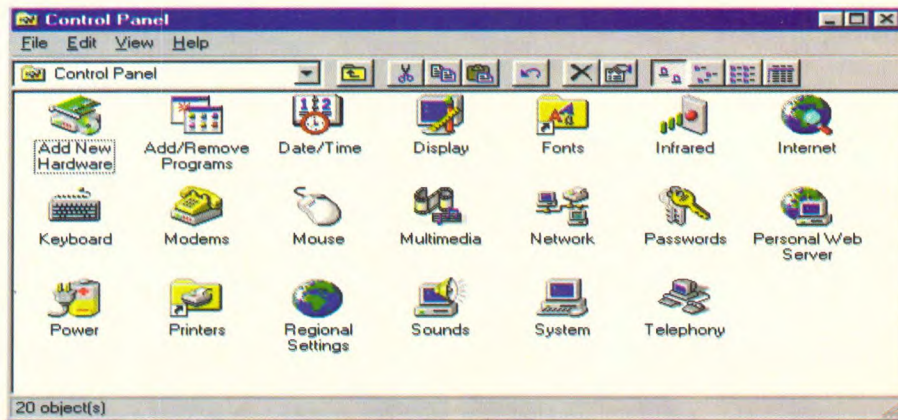 Control Panel
File Edit View Help
Control Panel
Add New Hardware
Add/Remove Programs
Date/Time
Display
Fonts
Infrared
Internet
Keyboard
Modems
Mouse
Multimedia
Network
Passwords
Personal Web Server
Power
Printers
Regional Settings
Sounds
System
Telephony
20 object(s)